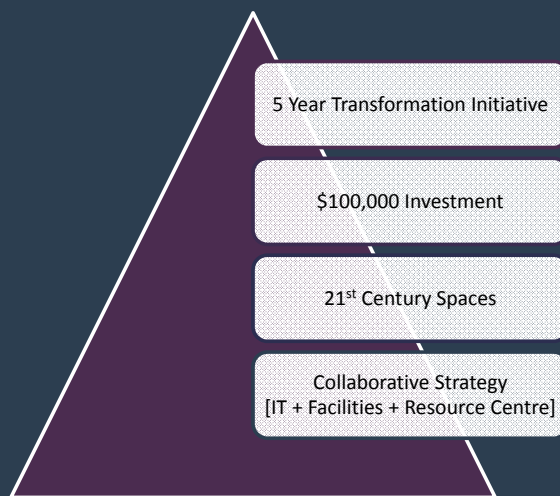 5 Year Transformation Initiative
$100,000 Investment
21st Century Spaces
Collaborative Strategy
[IT + Facilities + Resource Centre]